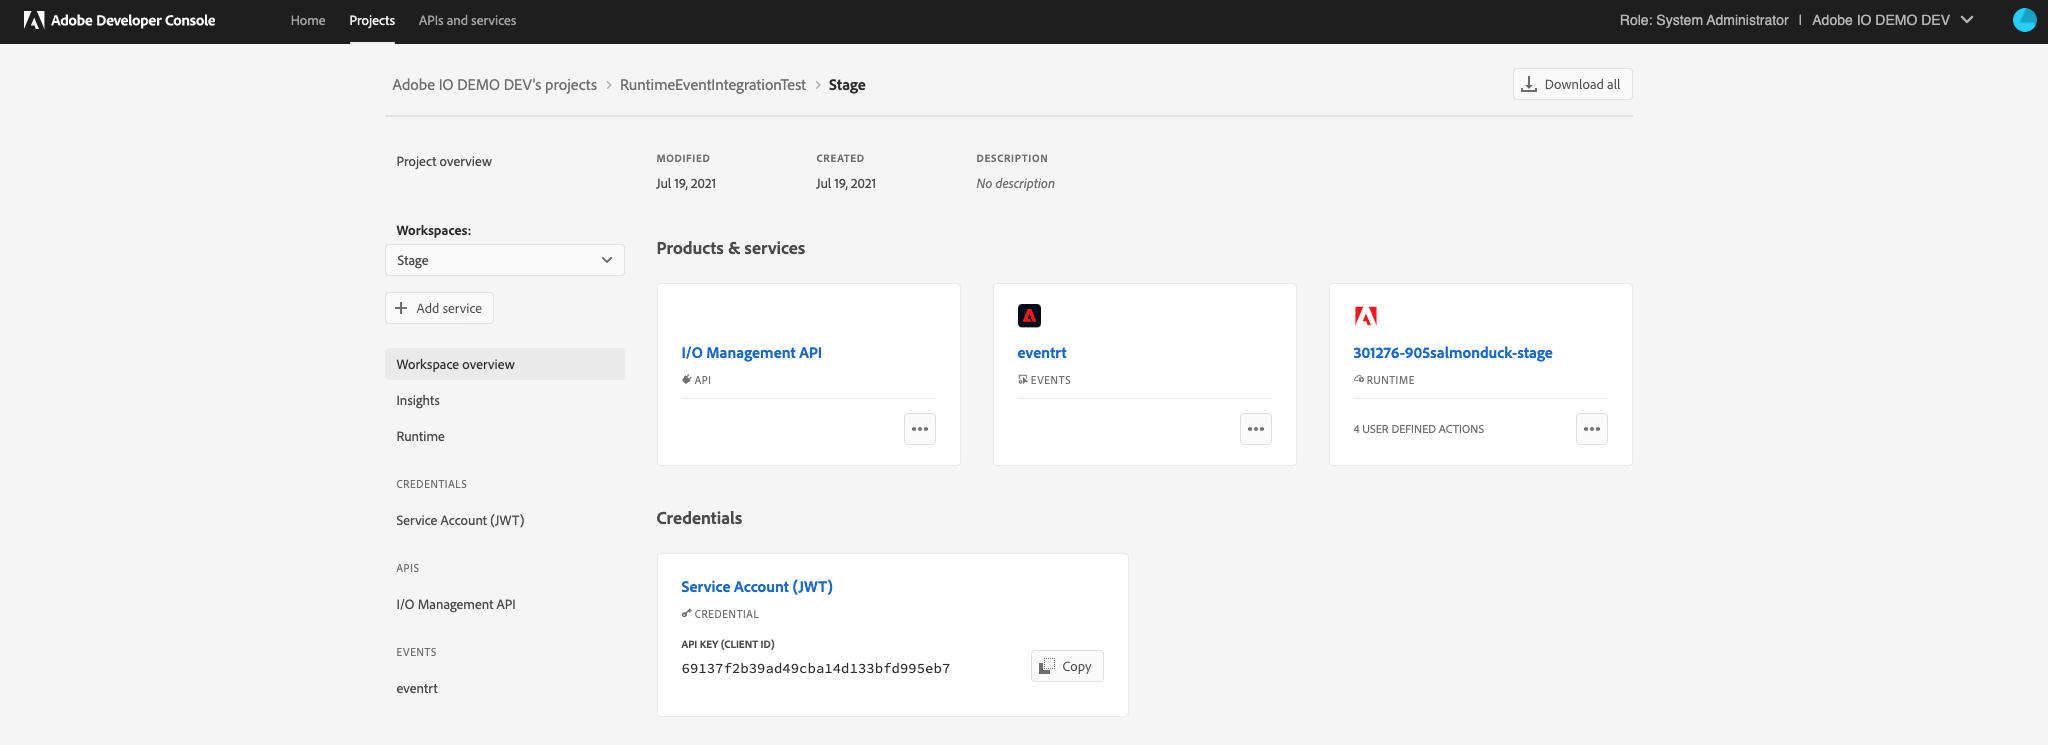 Adobe Developer Console
Home Projects APIs and services
Role: System Administrator | Adobe IO DEMO DEV
Adobe IO DEMO DEV's projects > RuntimeEventIntegrationTest > Stage
Download all
Project overview
Workspaces:
Stage
Add service
Workspace overview
Insights
Runtime
CREDENTIALS
Service Account (JWT)
APIS
I/O Management API
EVENTS
eventrt
MODIFIED
Jul 19, 2021
CREATED
Jul 19, 2021
DESCRIPTION
No description
Products & services
I/O Management API
API
eventrt
EVENTS
301276-905salmonduck-stage
RUNTIME
4 USER DEFINED ACTIONS
Credentials
Service Account (JWT)
CREDENTIAL
API KEY (CLIENT ID)
69137f2b39ad49cba14d133bfd995eb7
Copy